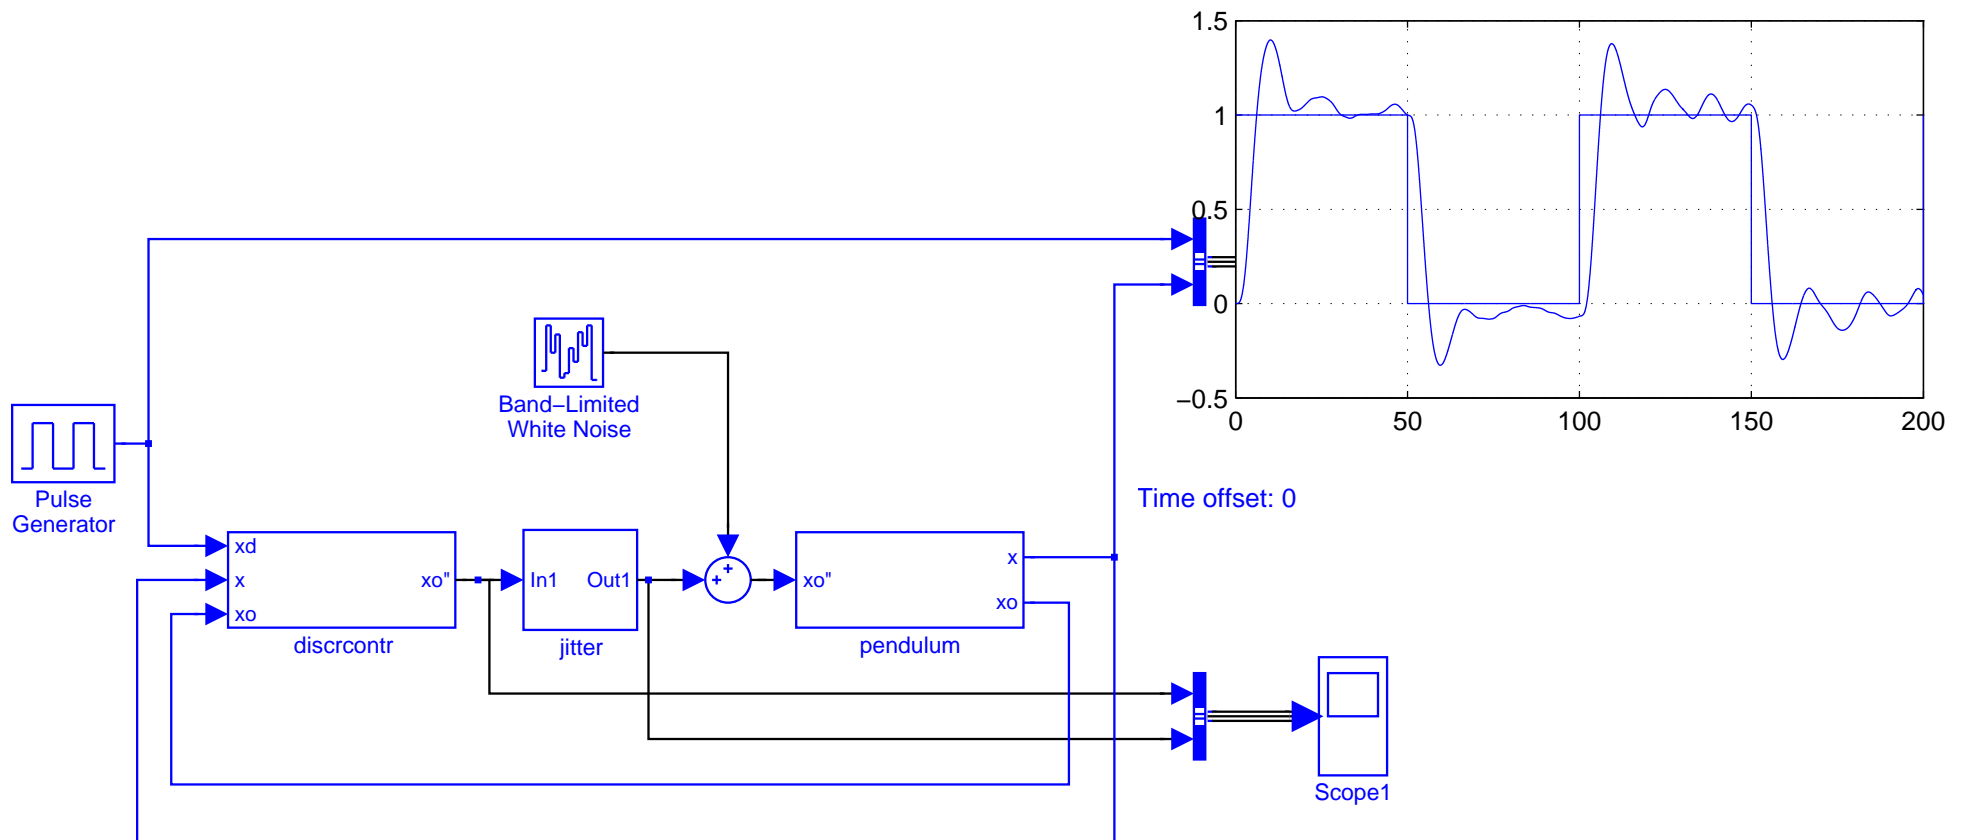 1.5
1
0.5
0
−0.5
0
50
100
150
200
Time offset: 0
Band−Limited
White Noise
Pulse
Generator
xd
x
xo
xo"
discrcontr
In1
Out1
jitter
+
+
xo"
x
xo
pendulum
Scope1